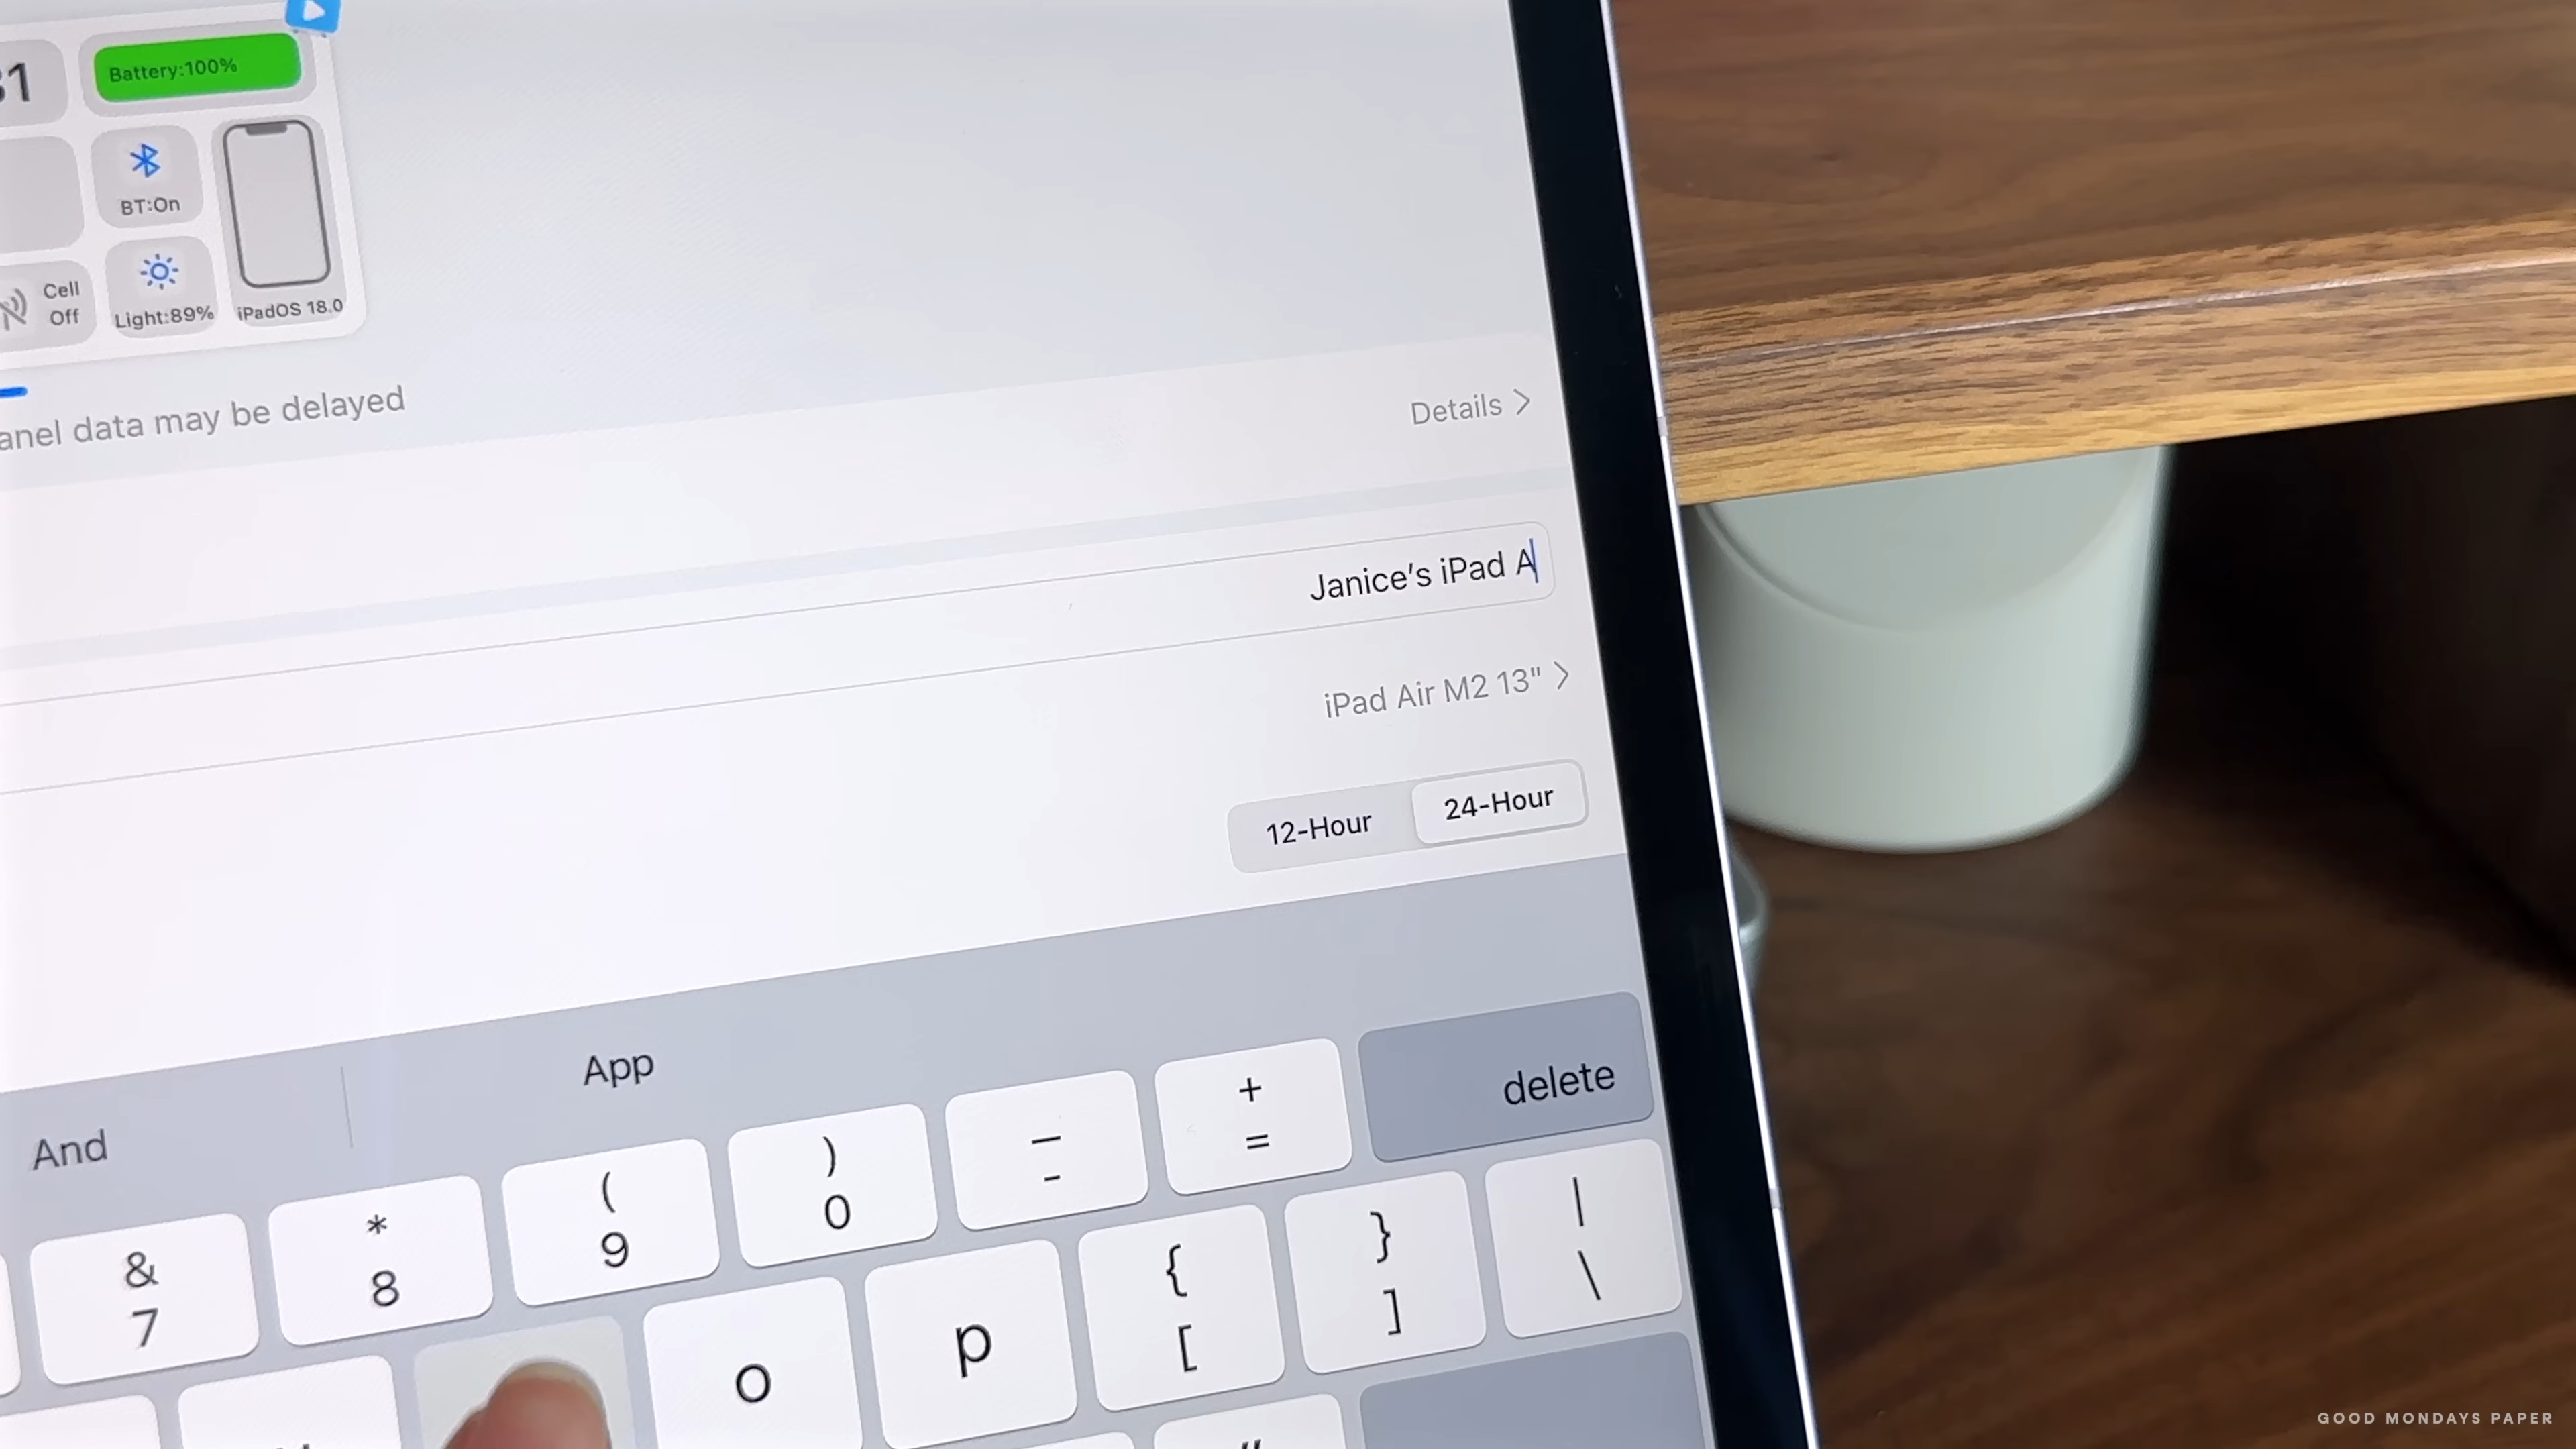 31
Battery:100%
BT:On
Cell
Off
Light:89%
iPadOS 18.0
anel data may be delayed
Details
Janice's iPad A
iPad Air M2 13"
12-Hour
24-Hour
And
App
delete
+
=
—
-
)
0
(
9
*
8
&
7
|
\
}
]
{
[
p
o
GOOD MONDAYS PAPER